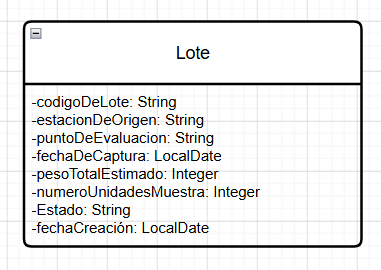 Lote
-codigoDeLote: String
-estacionDeOrigen: String
-puntoDeEvaluacion: String
-fechaDeCaptura: LocalDate
-pesoTotalEstimado: Integer
-numeroUnidadesMuestra: Integer
-Estado: String
-fechaCreación: LocalDate